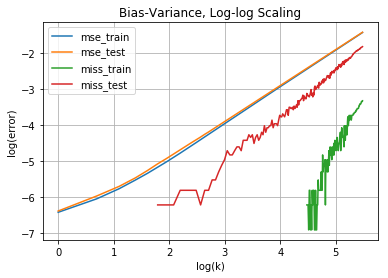 Bias-Variance, Log-log Scaling
mse_train
mse_test
miss_train
miss_test
−2
−3
−4
−5
−6
−7
log(error)
0
1
2
3
4
5
log(k)